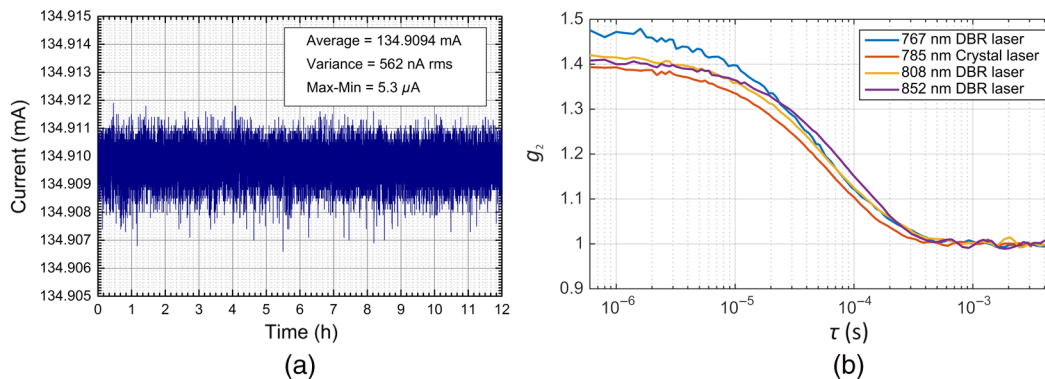 134.915
134.914
134.913
134.912
134.911
134.910
134.909
134.908
134.907
134.906
134.905
Current (mA)
Average = 134.9094 mA
Variance = 562 nA rms
Max-Min = 5.3 µA
0 1 2 3 4 5 6 7 8 9 10 11 12
Time (h)
(a)
1.5
1.4
1.3
1.2
1.1
1
0.9
g₂
767 nm DBR laser
785 nm Crystal laser
808 nm DBR laser
852 nm DBR laser
10⁻⁶ 10⁻⁵ 10⁻⁴ 10⁻³
τ (s)
(b)